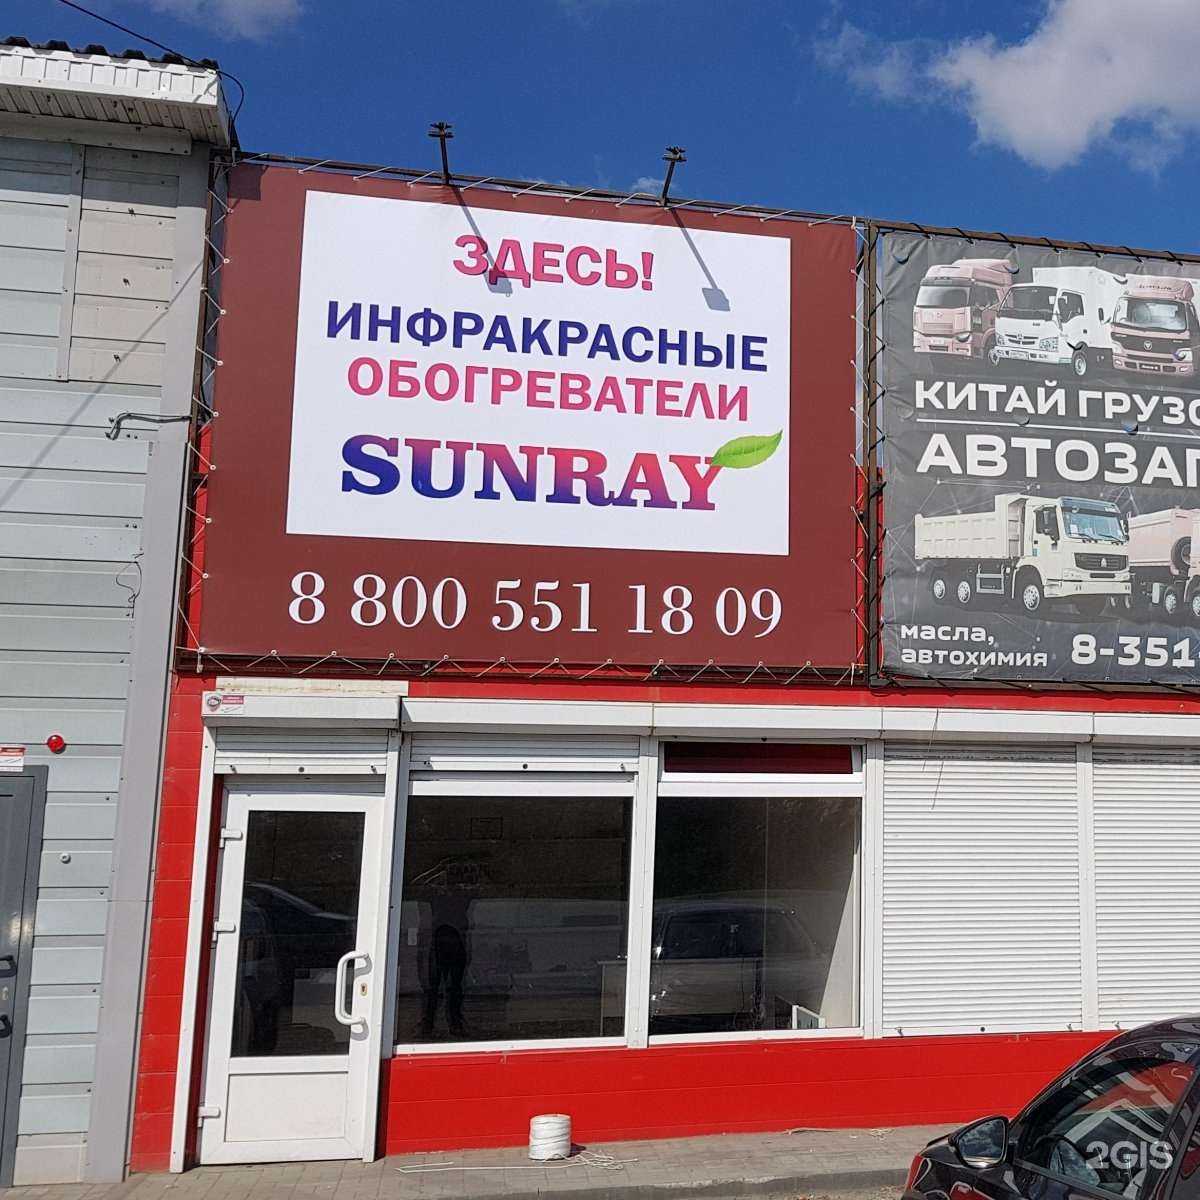 ЗДЕСЬ!
ИНФРАКРАСНЫЕ
ОБОГРЕВАТЕЛИ
SUNRAY
8 800 551 18 09
КИТАЙ ГРУЗО
АВТОЗАП
масла,
автохимия
8-351-
2GIS